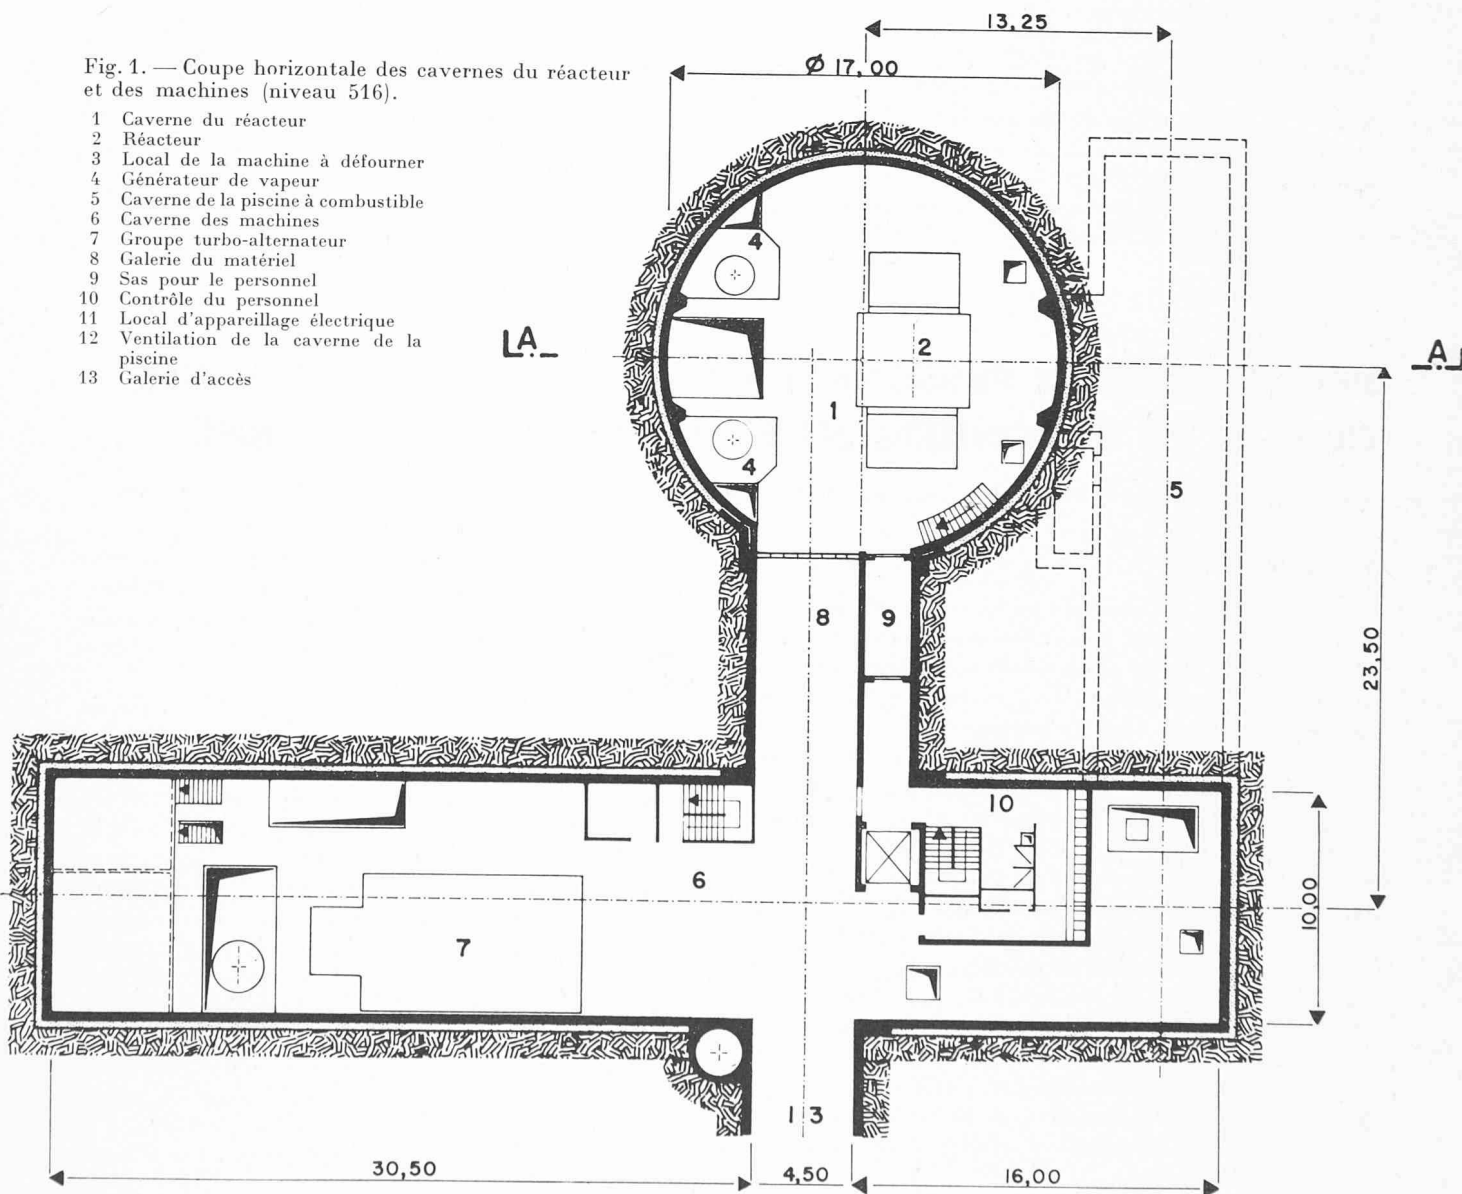 Fig. 1. — Coupe horizontale des cavernes du réacteur
et des machines (niveau 516).
1 Caverne du réacteur
2 Réacteur
3 Local de la machine à défourner
4 Générateur de vapeur
5 Caverne de la piscine à combustible
6 Caverne des machines
7 Groupe turbo-alternateur
8 Galerie du matériel
9 Sas pour le personnel
10 Contrôle du personnel
11 Local d'appareillage électrique
12 Ventilation de la caverne de la
piscine
13 Galerie d'accès
13,25
Ø 17,00
4
A
2
A
1
4
5
8
9
23,50
10
6
10,00
7
13
30,50
4,50
16,00